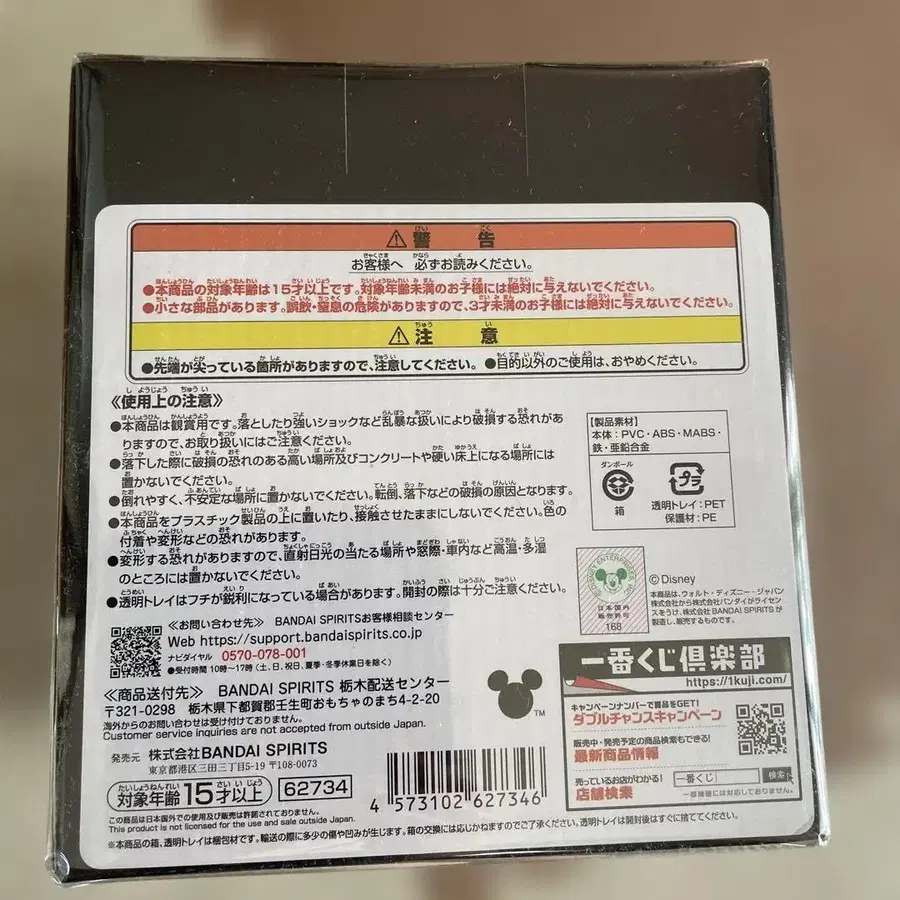 ⚠警告
お客様へ 必ずお読みください。
●本商品の対象年齢は15才以上です。対象年齢未満のお子様には絶対に与えないでください。
●小さな部品があります。誤飲・窒息の危険がありますので、3才未満のお子様には絶対に与えないでください。
⚠注意
●先端が尖っている箇所がありますので、注意してください。●目的以外のご使用は、おやめください。
《使用上の注意》
●本商品は観賞用です。落としたり強いショックなど乱暴な扱いにより破損する恐れがあ
りますので、お取り扱いにはご注意ください。
●落下した際に破損の恐れのある高い場所及びコンクリートや硬い床上になる場所には
置かないでください。
●倒れやすく、不安定な場所に置かないでください。転倒、落下などの破損の原因となります。
●本商品をプラスチック製品の上に置いたり、接触させたままにしないでください。色の
付着や変形などの恐れがあります。
●変形する恐れがありますので、直射日光の当たる場所や窓際・車内など高温・多湿
のところには置かないでください。
●透明トレイはフチが鋭利になっている場合があります。開封の際は十分ご注意ください。
【製品素材】
本体：PVC・ABS・MABS・
鉄・亜鉛合金
ダンボール
箱
プラ
透明トレイ：PET
保護材：PE
日本国内
販売許可
168
©Disney
本商品は、ウォルト・ディズニー・ジャパン
株式会社から株式会社バンダイがライセン
スをうけ、株式会社 BANDAI SPIRITS が
製造し、販売するものです。
≪お問い合わせ先≫ BANDAI SPIRITSお客様相談センター
Web https://support.bandaispirits.co.jp
ナビダイヤル 0570-078-001
●受付時間 10時～17時（土、日、祝日、夏季・冬季休業日を除く）
≪商品送付先≫ BANDAI SPIRITS 栃木配送センター
〒321-0298 栃木県下都賀郡壬生町おもちゃのまち4-2-20
海外からのお問い合わせは受け付けておりません。
Customer service inquiries are not accepted from outside Japan.
TM
発売元 株式会社BANDAI SPIRITS
東京都港区三田三丁目5-19 〒108-0073
対象年齢 15才以上 62734
4 573102 627346
この商品は日本国外での使用及び販売は許諾されておりません。
This product is not licensed for the use and sale outside Japan.
※本商品の箱、透明トレイは梱包材です。輸送の際に多少の傷や凹みが生じます。箱の交換には応じかねますのでご了承ください。透明トレイは開封後はすぐに捨ててください。
一番くじ倶楽部
https://1kuji.com/
キャンペーンナンバーで賞品をGET!
ダブルチャンスキャンペーン
販売中・発売予定の商品検索もできる!
最新商品情報
売っているお店がわかる!
店舗検索
一番くじ 検索
一部機種には対応しておりません。